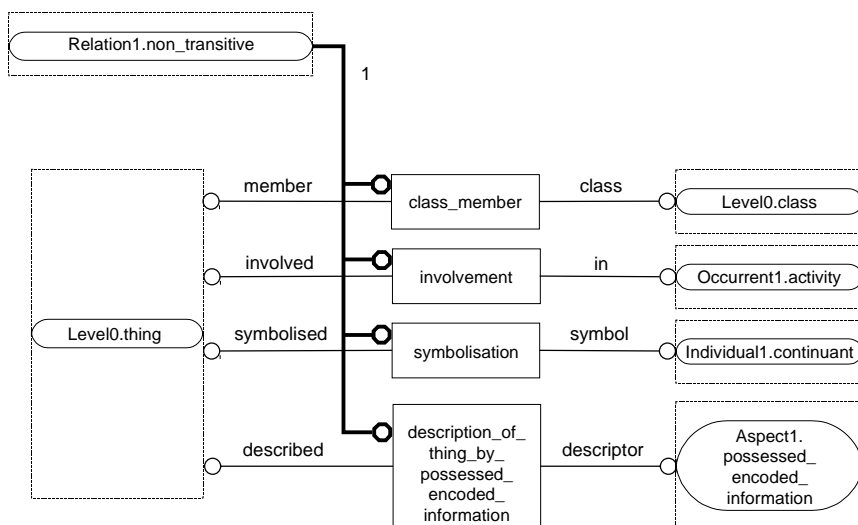 Relation1.non_transitive
1
member
class_member
class
Level0.class
involved
involvement
in
Occurrent1.activity
Level0.thing
symbolised
symbolisation
symbol
Individual1.continuant
described
description_of_
thing_by_
possessed_
encoded_
information
descriptor
Aspect1.
possessed_
encoded_
information